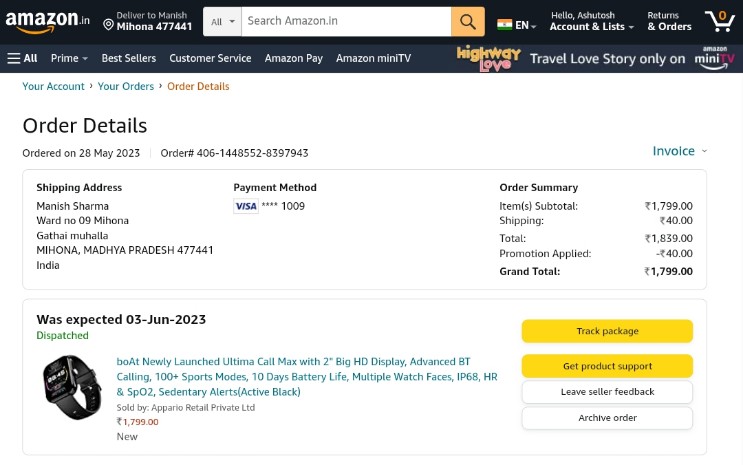 amazon.in
Deliver to Manish
Mihona 477441
All
Search Amazon.in
EN
Hello, Ashutosh
Account & Lists
Returns
& Orders
0
All
Prime
Best Sellers
Customer Service
Amazon Pay
Amazon miniTV
highway Love
Travel Love Story only on
amazon
miniTV
Your Account › Your Orders › Order Details
Order Details
Ordered on 28 May 2023
Order# 406-1448552-8397943
Invoice
Shipping Address
Manish Sharma
Ward no 09 Mihona
Gathai muhalla
MIHONA, MADHYA PRADESH 477441
India
Payment Method
VISA **** 1009
Order Summary
Item(s) Subtotal: ₹1,799.00
Shipping: ₹40.00
Total: ₹1,839.00
Promotion Applied: -₹40.00
Grand Total: ₹1,799.00
Was expected 03-Jun-2023
Dispatched
boAt Newly Launched Ultima Call Max with 2" Big HD Display, Advanced BT
Calling, 100+ Sports Modes, 10 Days Battery Life, Multiple Watch Faces, IP68, HR
& SpO2, Sedentary Alerts(Active Black)
Sold by: Appario Retail Private Ltd
₹1,799.00
New
Track package
Get product support
Leave seller feedback
Archive order